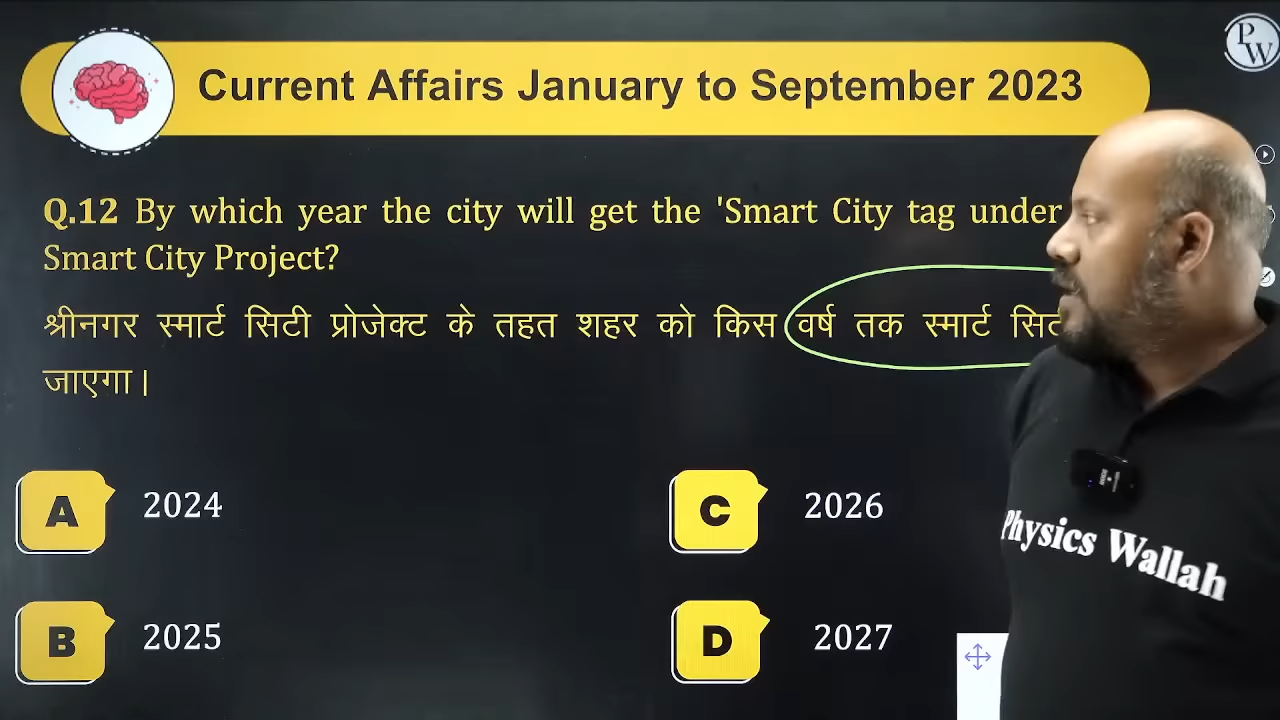 PW
Current Affairs January to September 2023
Q.12 By which year the city will get the 'Smart City tag under
Smart City Project?
श्रीनगर स्मार्ट सिटी प्रोजेक्ट के तहत शहर को किस वर्ष तक स्मार्ट
जाएगा।
A 2024
C 2026
B 2025
D 2027
Physics Wallah